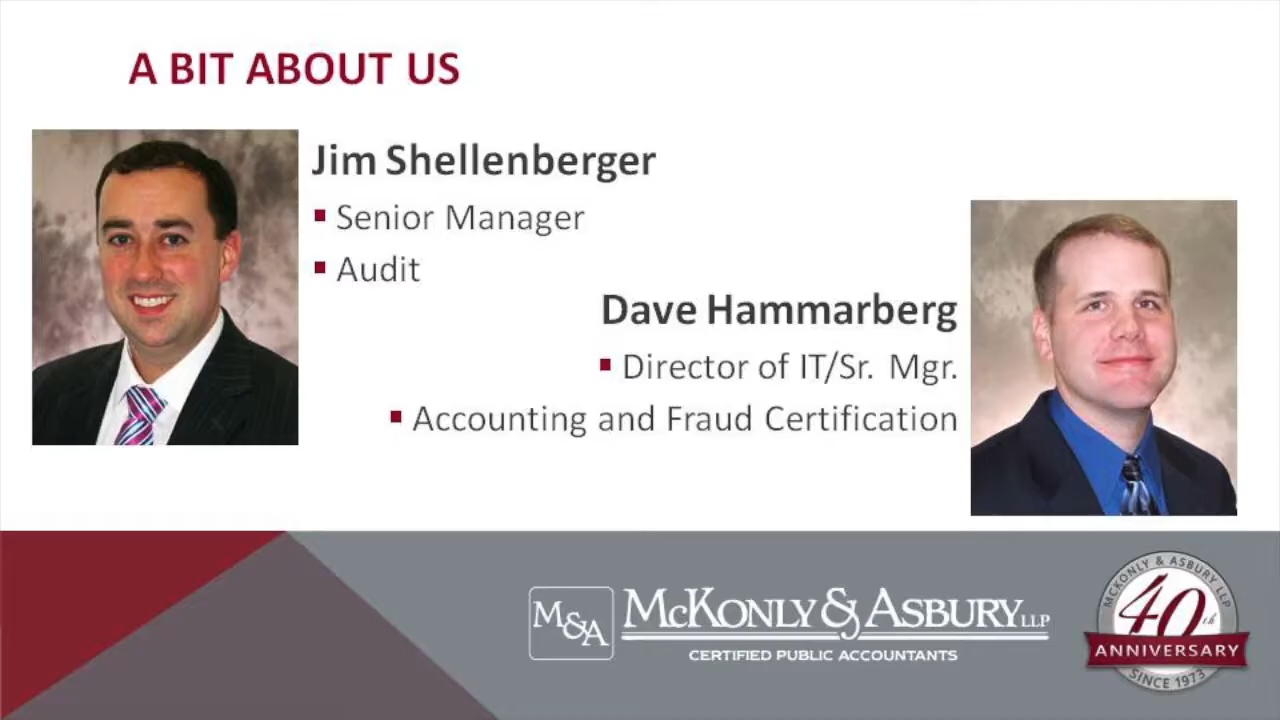 A BIT ABOUT US
Jim Shellenberger
Senior Manager
Audit
Dave Hammarberg
Director of IT/Sr. Mgr.
Accounting and Fraud Certification
M&A
McKonly & Asbury LLP
CERTIFIED PUBLIC ACCOUNTANTS
McKONLY & ASBURY LLP
40th
ANNIVERSARY
SINCE 1973